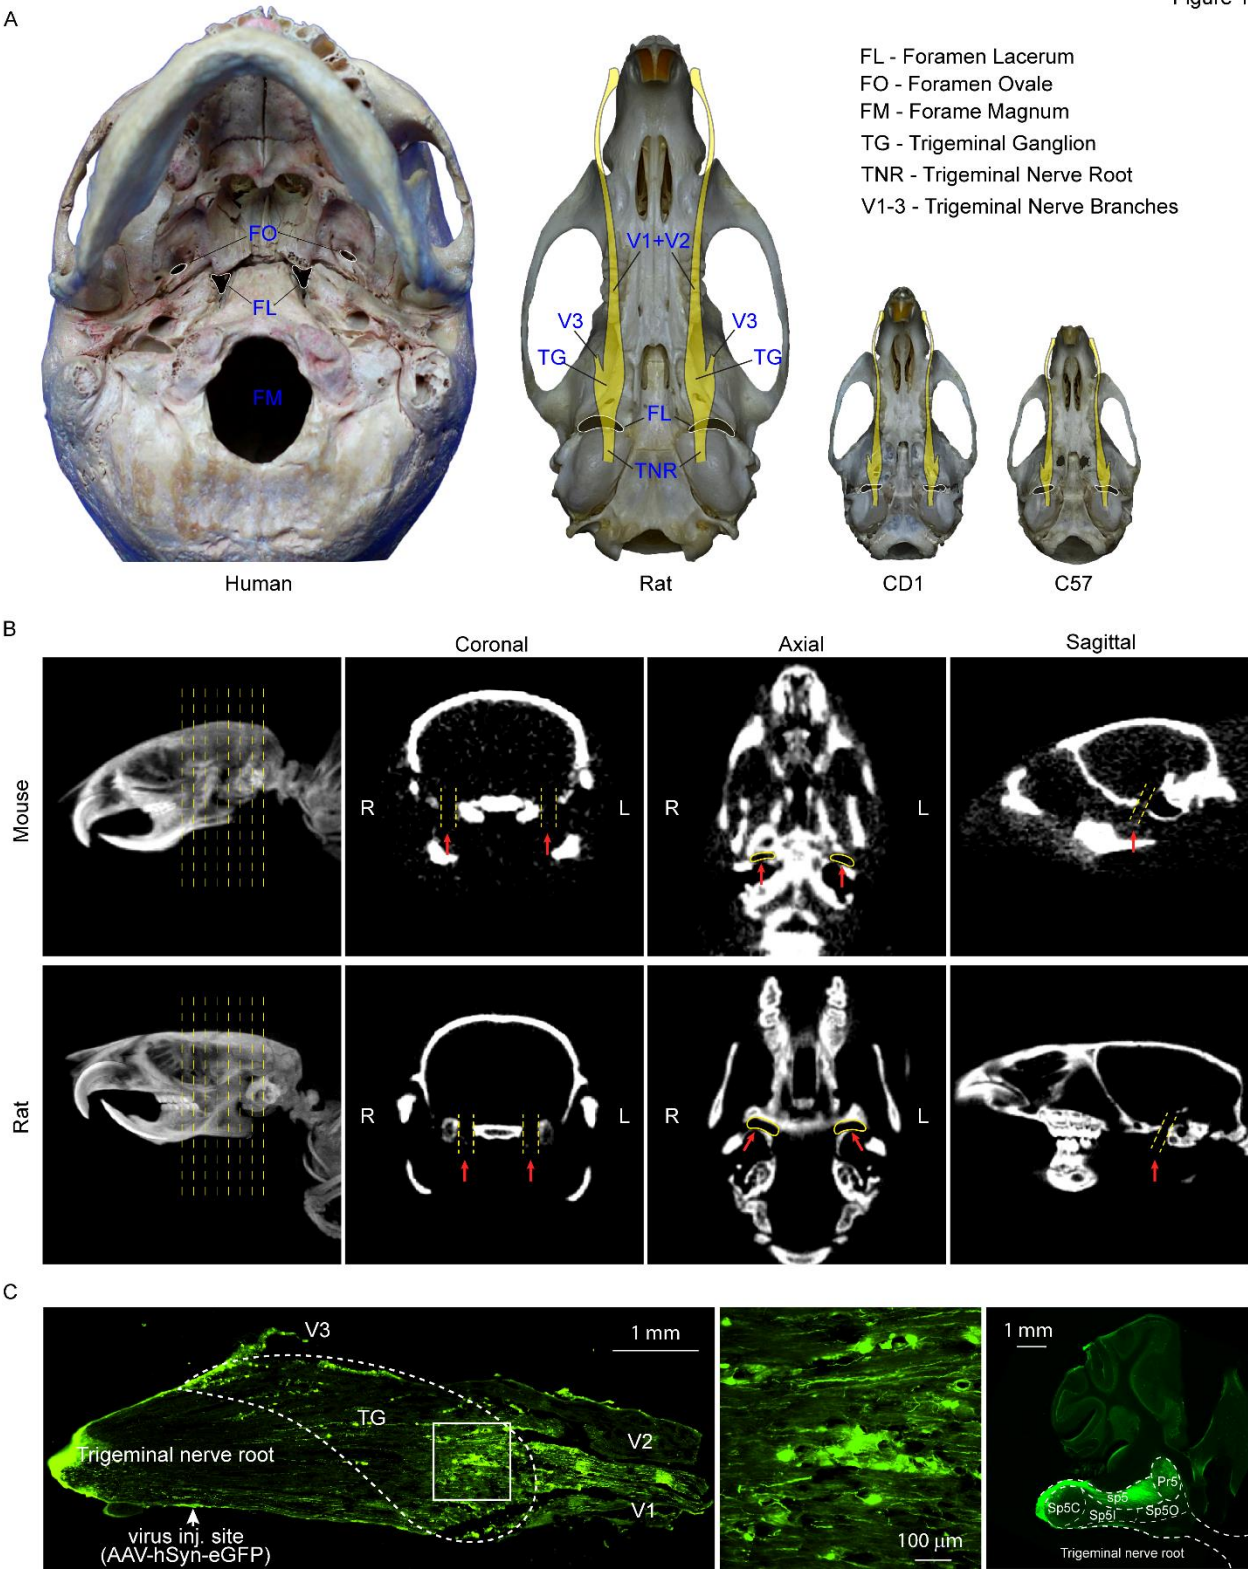 Figure 1
A
FL - Foramen Lacerum
FO - Foramen Ovale
FM - Forame Magnum
TG - Trigeminal Ganglion
TNR - Trigeminal Nerve Root
V1-3 - Trigeminal Nerve Branches
FO
FL
FM
V1+V2
V3
V3
TG
TG
FL
TNR
Human
Rat
CD1
C57
B
Coronal
Axial
Sagittal
Mouse
R
L
R
L
Rat
R
L
R
L
C
V3
1 mm
TG
Trigeminal nerve root
V2
V1
virus inj. site
(AAV-hSyn-eGFP)
100 μm
1 mm
Pr5
sp5
Sp5C
Sp5I
Sp5O
Trigeminal nerve root